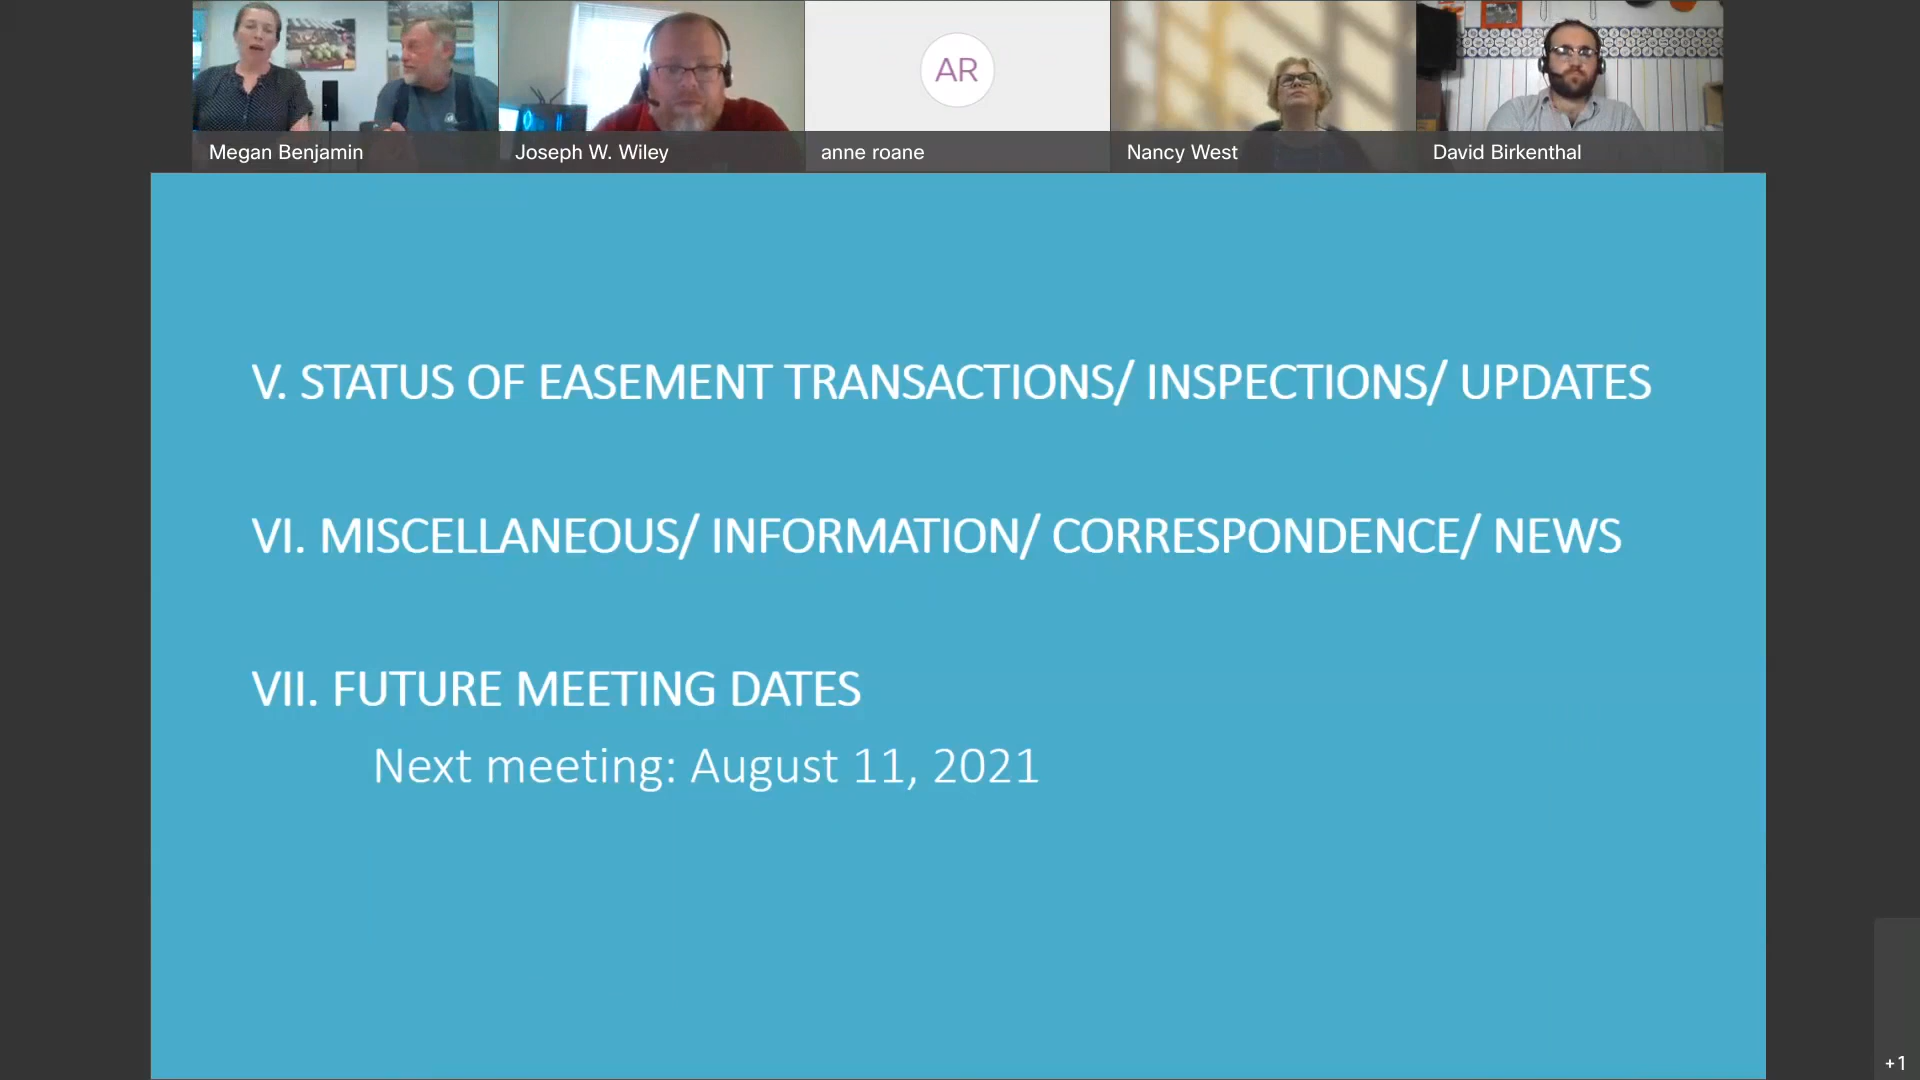 AR
Megan Benjamin
Joseph W. Wiley
anne roane
Nancy West
David Birkenthal
V. STATUS OF EASEMENT TRANSACTIONS/ INSPECTIONS/ UPDATES
VI. MISCELLANEOUS/ INFORMATION/ CORRESPONDENCE/ NEWS
VII. FUTURE MEETING DATES
Next meeting: August 11, 2021
+1